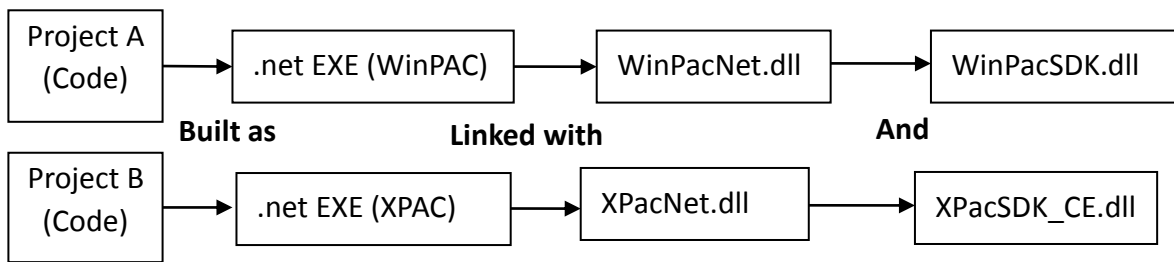 Project A
(Code)
.net EXE (WinPAC)
WinPacNet.dll
WinPacSDK.dll
Built as
Linked with
And
Project B
(Code)
.net EXE (XPAC)
XPacNet.dll
XPacSDK_CE.dll